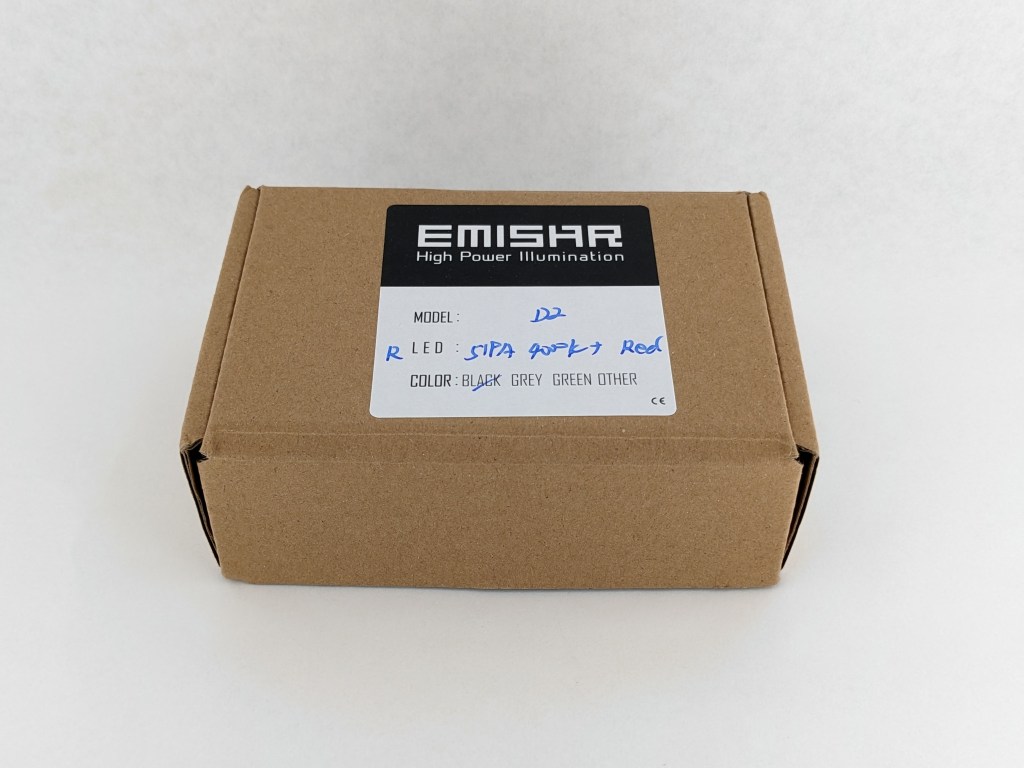 EMISAR
High Power Illumination
MODEL: D2
R LED: 519A 4000K + Red
COLOR: BLACK GREY GREEN OTHER
CE